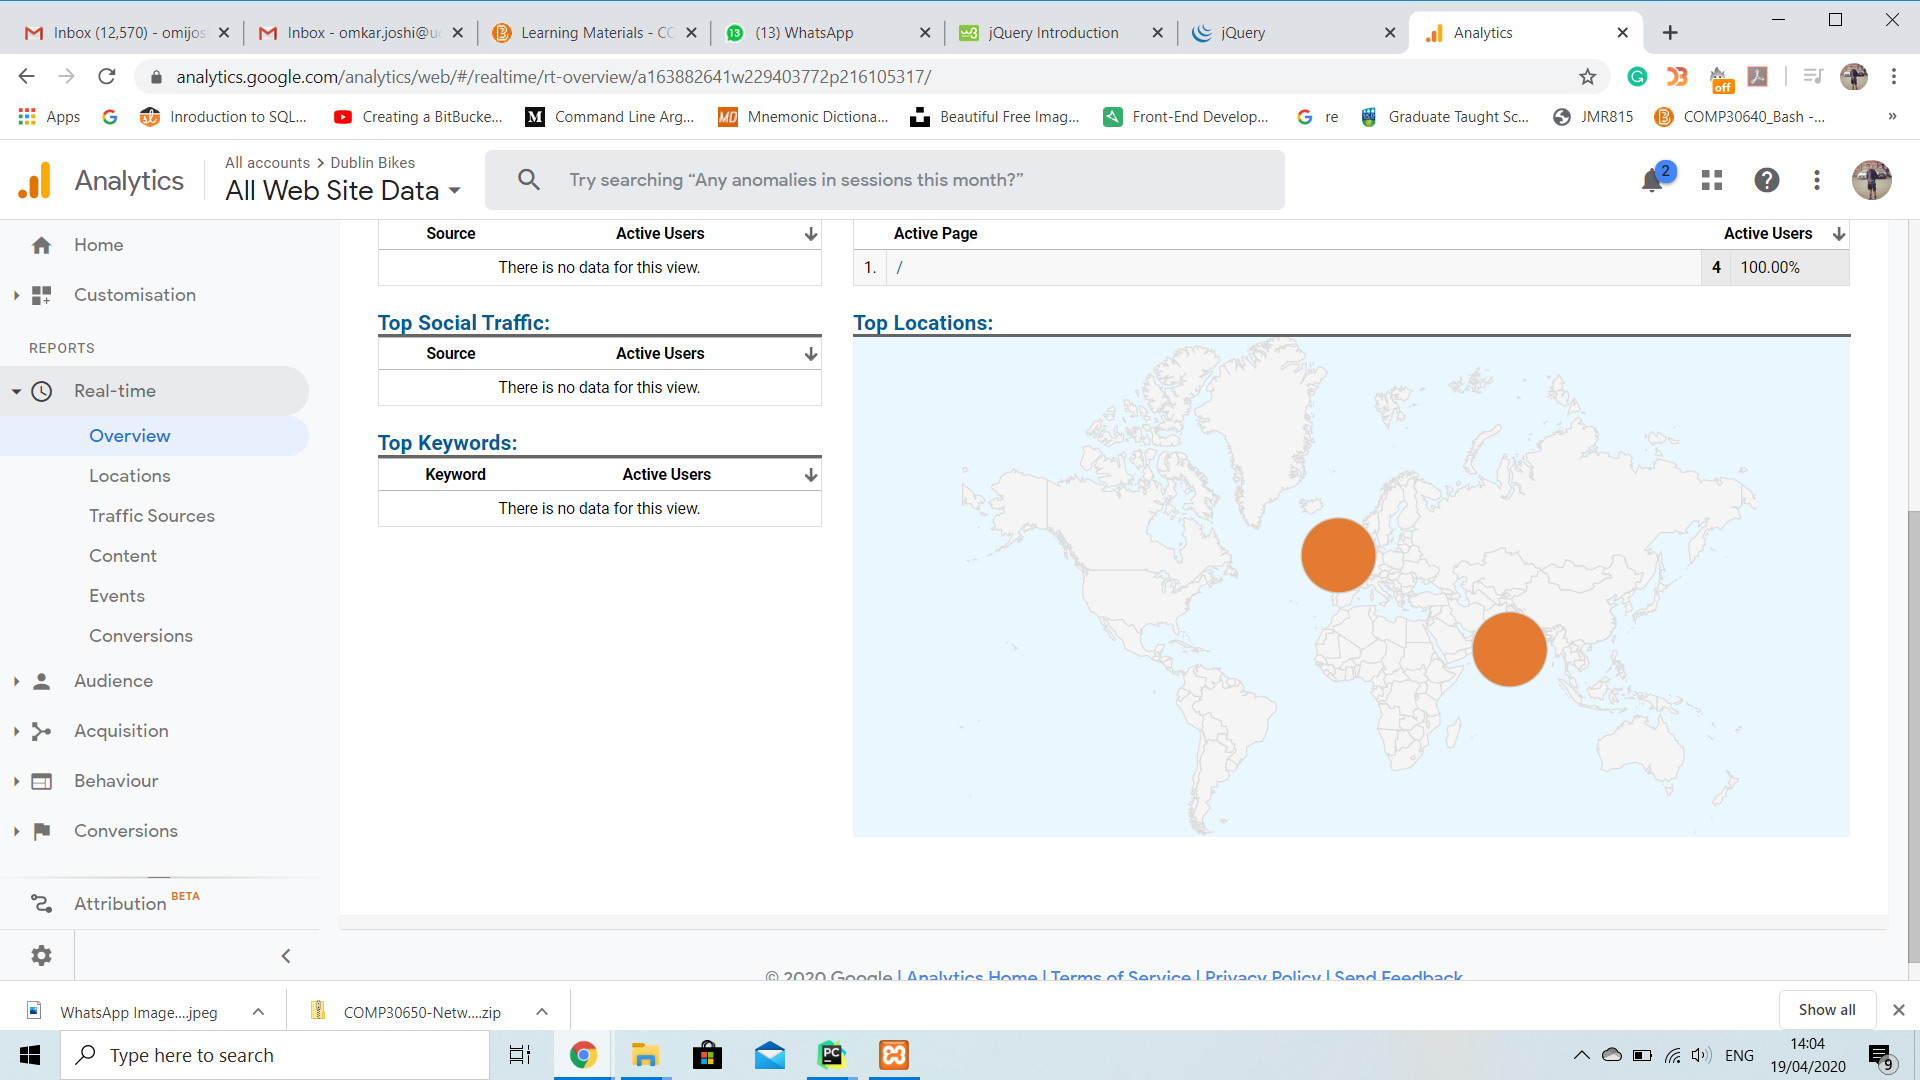 Inbox (12,570) - omijos
Inbox - omkar.joshi@u
Learning Materials - CC
(13) WhatsApp
jQuery Introduction
jQuery
Analytics
analytics.google.com/analytics/web/#/realtime/rt-overview/a163882641w229403772p216105317/
off
Apps
Inroduction to SQL...
Creating a BitBucke...
Command Line Arg...
Mnemonic Dictiona...
Beautiful Free Imag...
Front-End Develop...
re
Graduate Taught Sc...
JMR815
COMP30640_Bash -...
»
Analytics
All accounts > Dublin Bikes
All Web Site Data
Try searching “Any anomalies in sessions this month?”
2
Home
Customisation
REPORTS
Real-time
Overview
Locations
Traffic Sources
Content
Events
Conversions
Audience
Acquisition
Behaviour
Conversions
Attribution BETA
Source Active Users
There is no data for this view.
Top Social Traffic:
Source Active Users
There is no data for this view.
Top Keywords:
Keyword Active Users
There is no data for this view.
Active Page Active Users
1. / 4 100.00%
Top Locations:
© 2020 Google | Analytics Home | Terms of Service | Privacy Policy | Send Feedback
WhatsApp Image....jpeg
COMP30650-Netw....zip
Show all
Type here to search
ENG
14:04
19/04/2020
9